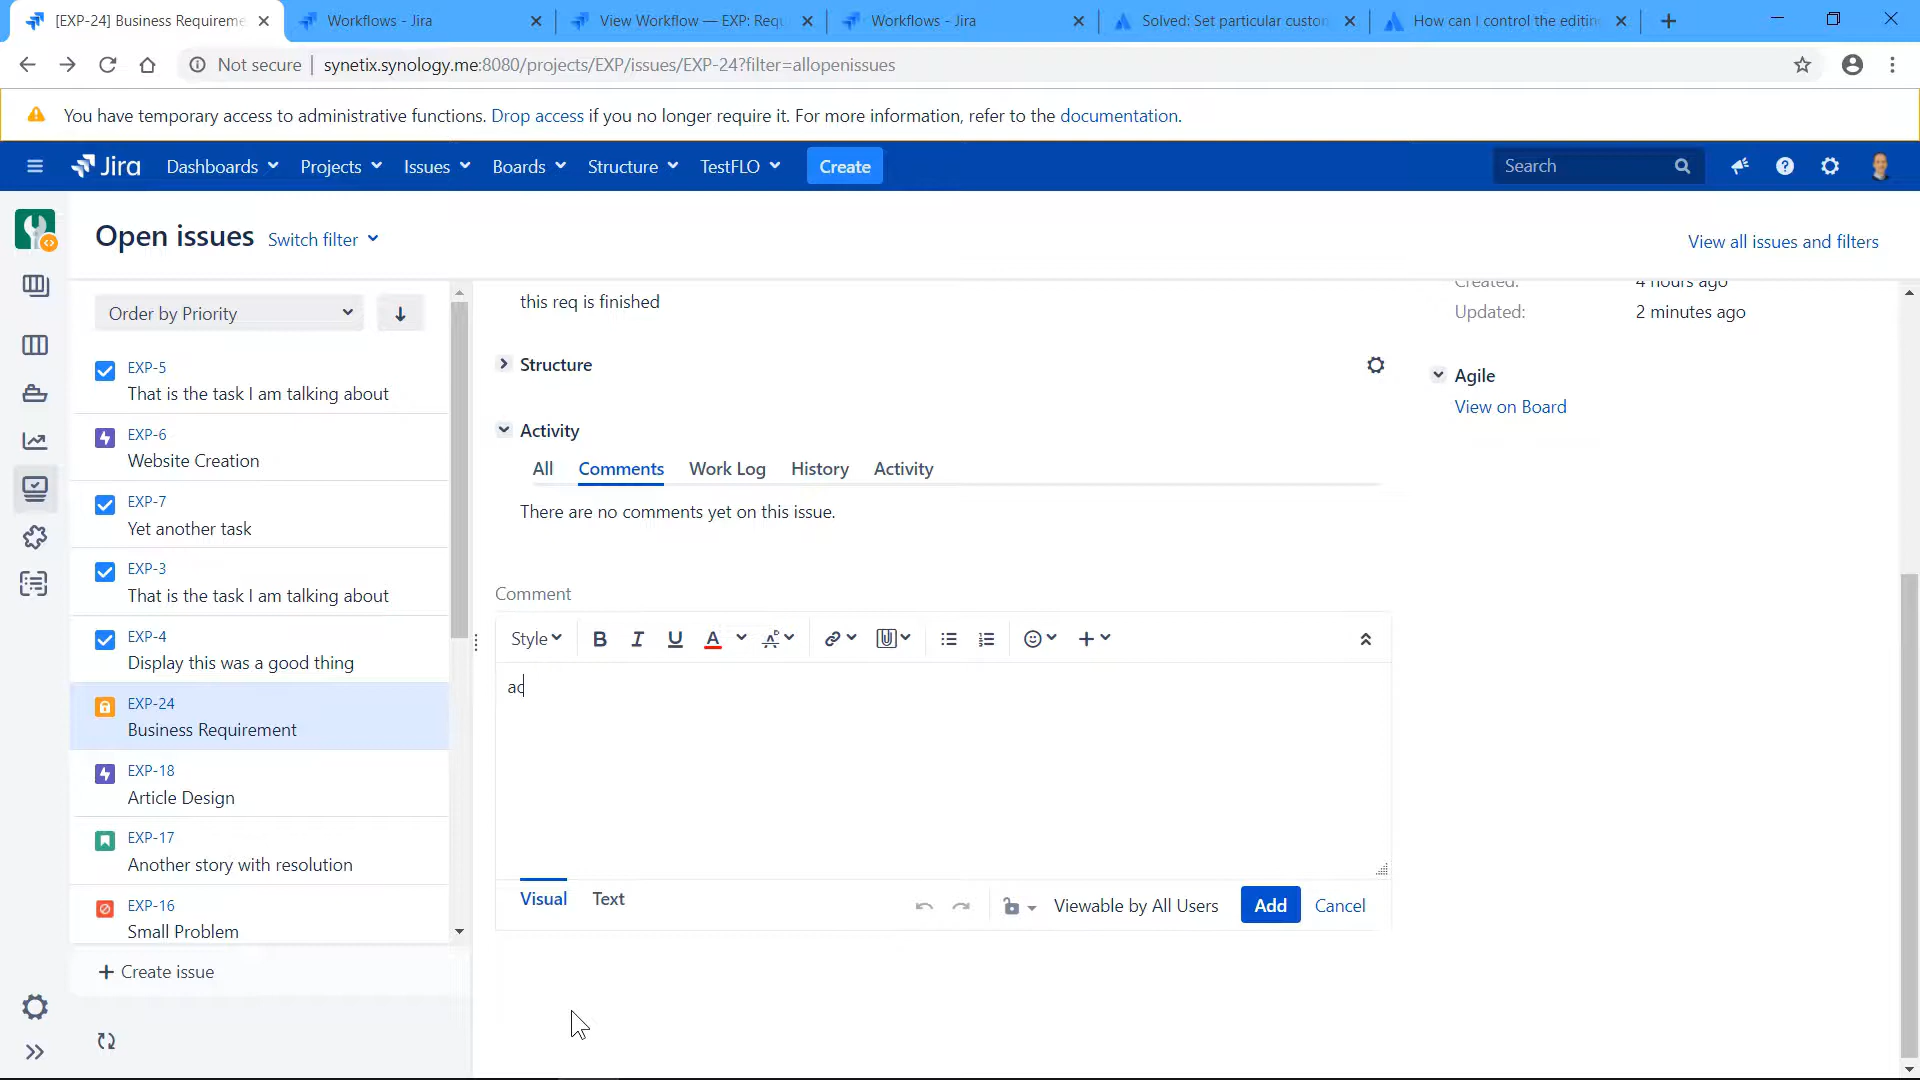 [EXP-24] Business Requireme
Workflows - Jira
View Workflow — EXP: Requ
Workflows - Jira
Solved: Set particular custon
How can I control the editin
Not secure | synetix.synology.me:8080/projects/EXP/issues/EXP-24?filter=allopenissues
You have temporary access to administrative functions. Drop access if you no longer require it. For more information, refer to the documentation.
Jira Dashboards Projects Issues Boards Structure TestFLO Create Search
Open issues Switch filter View all issues and filters
Order by Priority
EXP-5
That is the task I am talking about
EXP-6
Website Creation
EXP-7
Yet another task
EXP-3
That is the task I am talking about
EXP-4
Display this was a good thing
EXP-24
Business Requirement
EXP-18
Article Design
EXP-17
Another story with resolution
EXP-16
Small Problem
+ Create issue
this req is finished
Structure
Activity
All Comments Work Log History Activity
There are no comments yet on this issue.
Comment
Style B I U A
ac
Visual Text Viewable by All Users Add Cancel
Created: 4 hours ago
Updated: 2 minutes ago
Agile
View on Board